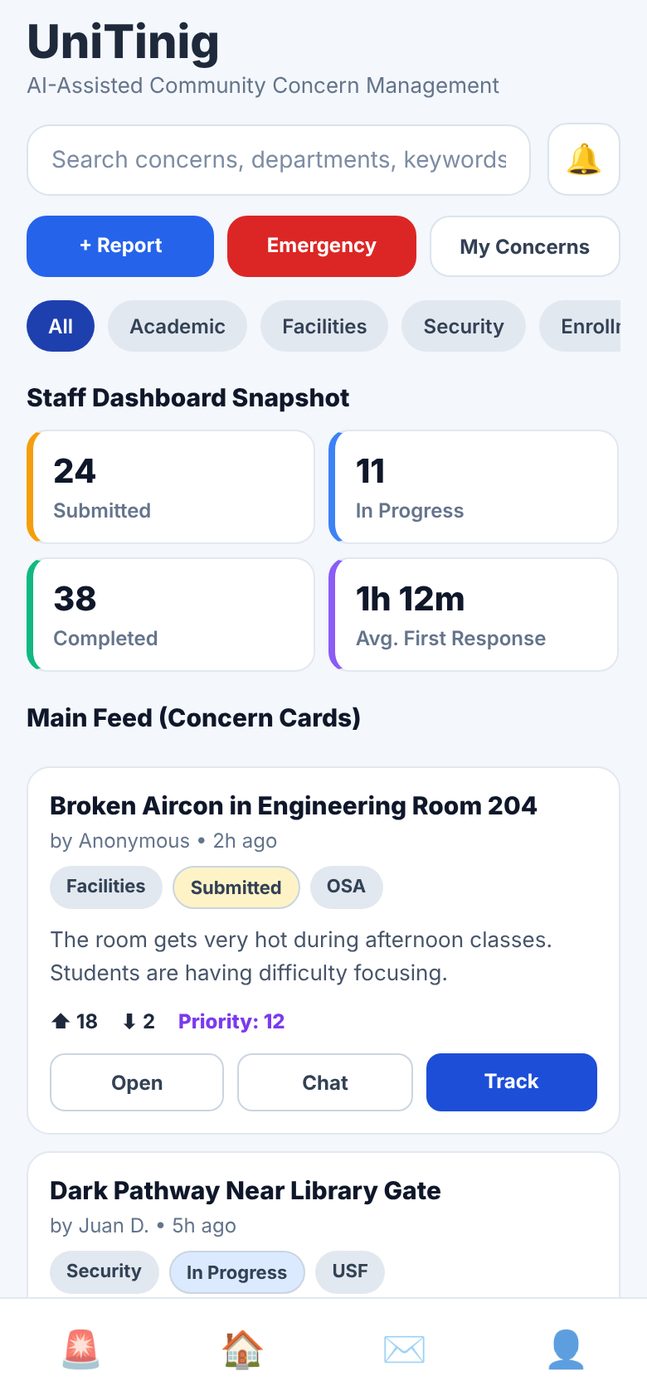 UniTinig
AI-Assisted Community Concern Management
Search concerns, departments, keywords
+ Report
Emergency
My Concerns
All
Academic
Facilities
Security
Staff Dashboard Snapshot
24
Submitted
11
In Progress
38
Completed
1h 12m
Avg. First Response
Main Feed (Concern Cards)
Broken Aircon in Engineering Room 204
by Anonymous • 2h ago
Facilities
Submitted
OSA
The room gets very hot during afternoon classes.
Students are having difficulty focusing.
⬆ 18 ⬇ 2 Priority: 12
Open
Chat
Track
Dark Pathway Near Library Gate
by Juan D. • 5h ago
Security
In Progress
USF